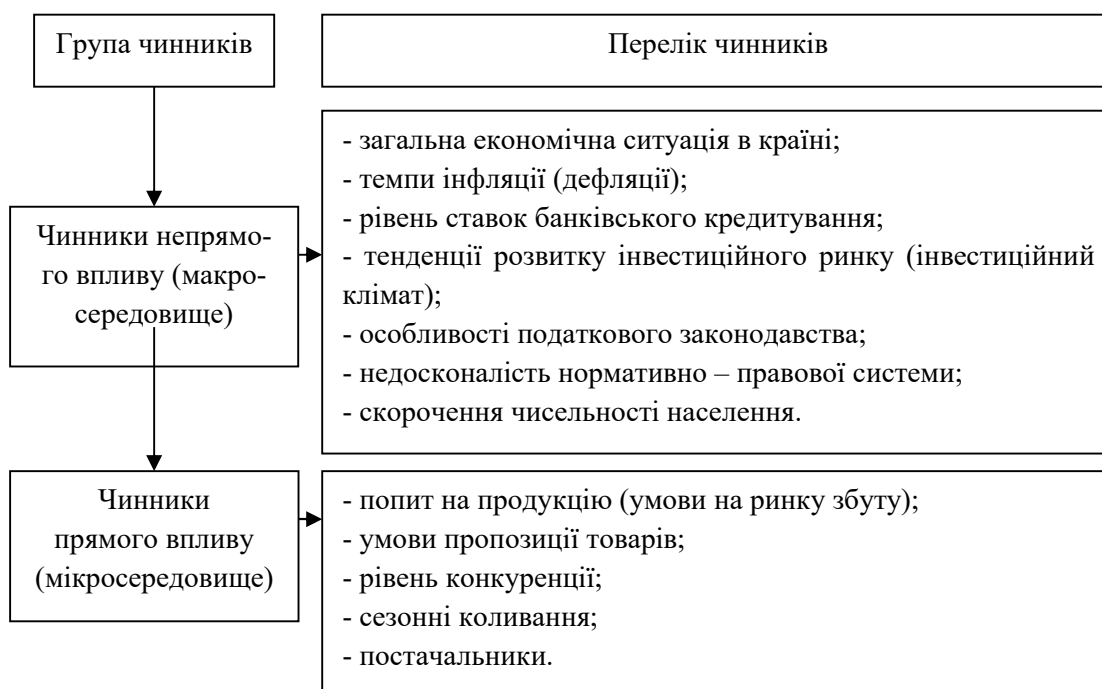 Група чинників
Перелік чинників
Чинники непрямо-
го впливу (макро-
середовище)
- загальна економічна ситуація в країні;
- темпи інфляції (дефляції);
- рівень ставок банківського кредитування;
- тенденції розвитку інвестиційного ринку (інвестиційний
клімат);
- особливості податкового законодавства;
- недосконалість нормативно – правової системи;
- скорочення чисельності населення.
Чинники
прямого впливу
(мікросередовище)
- попит на продукцію (умови на ринку збуту);
- умови пропозиції товарів;
- рівень конкуренції;
- сезонні коливання;
- постачальники.